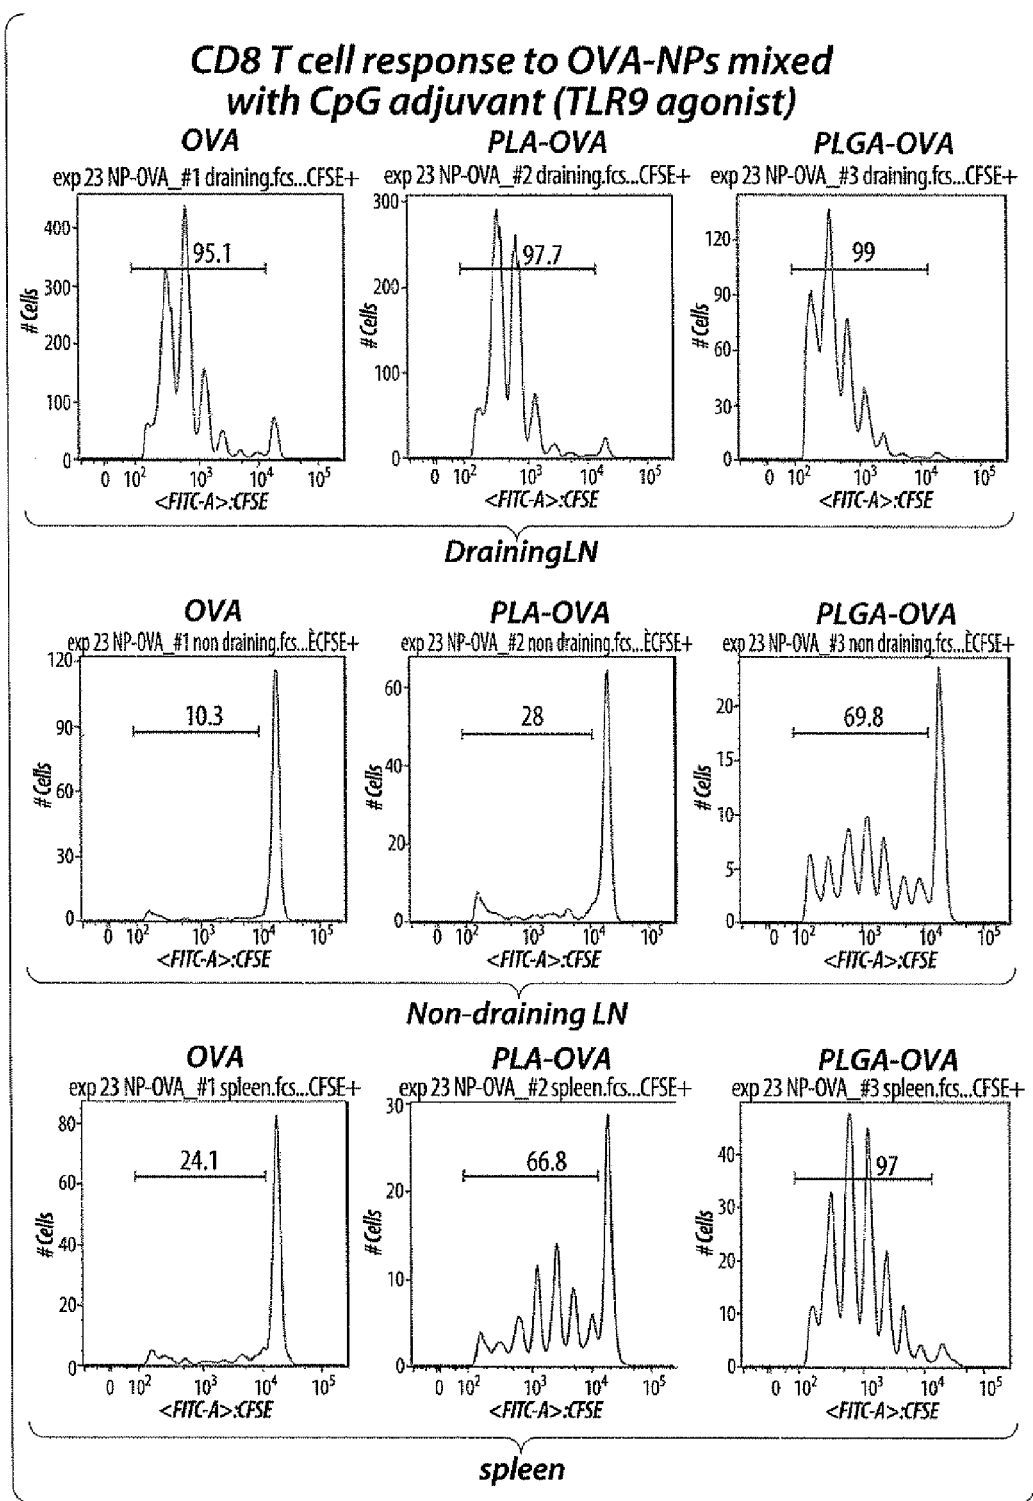 CD8 T cell response to OVA-NPs mixed
with CpG adjuvant (TLR9 agonist)
OVA PLA-OVA PLGA-OVA
exp 23 NP-OVA_#1 draining.fcs...CFSE+ exp 23 NP-OVA_#2 draining.fcs...CFSE+ exp 23 NP-OVA_#3 draining.fcs...CFSE+
400 300 200 100 0
# Cells
95.1
0 10² 10³ 10⁴ 10⁵
<FITC-A>:CFSE
300 200 100 0
# Cells
97.7
0 10² 10³ 10⁴ 10⁵
<FITC-A>:CFSE
120 90 60 30 0
# Cells
99
0 10² 10³ 10⁴ 10⁵
<FITC-A>:CFSE
DrainingLN
OVA PLA-OVA PLGA-OVA
exp 23 NP-OVA_#1 non draining.fcs...ÈCFSE+ exp 23 NP-OVA_#2 non draining.fcs...ÈCFSE+ exp 23 NP-OVA_#3 non draining.fcs...ÈCFSE+
120 90 60 30 0
# Cells
10.3
0 10² 10³ 10⁴ 10⁵
<FITC-A>:CFSE
60 40 20 0
# Cells
28
0 10² 10³ 10⁴ 10⁵
<FITC-A>:CFSE
20 15 10 5 0
# Cells
69.8
0 10² 10³ 10⁴ 10⁵
<FITC-A>:CFSE
Non-draining LN
OVA PLA-OVA PLGA-OVA
exp 23 NP-OVA_#1 spleen.fcs...CFSE+ exp 23 NP-OVA_#2 spleen.fcs...CFSE+ exp 23 NP-OVA_#3 spleen.fcs...CFSE+
80 60 40 20 0
# Cells
24.1
0 10² 10³ 10⁴ 10⁵
<FITC-A>:CFSE
30 20 10 0
# Cells
66.8
0 10² 10³ 10⁴ 10⁵
<FITC-A>:CFSE
40 30 20 10 0
# Cells
97
0 10² 10³ 10⁴ 10⁵
<FITC-A>:CFSE
spleen